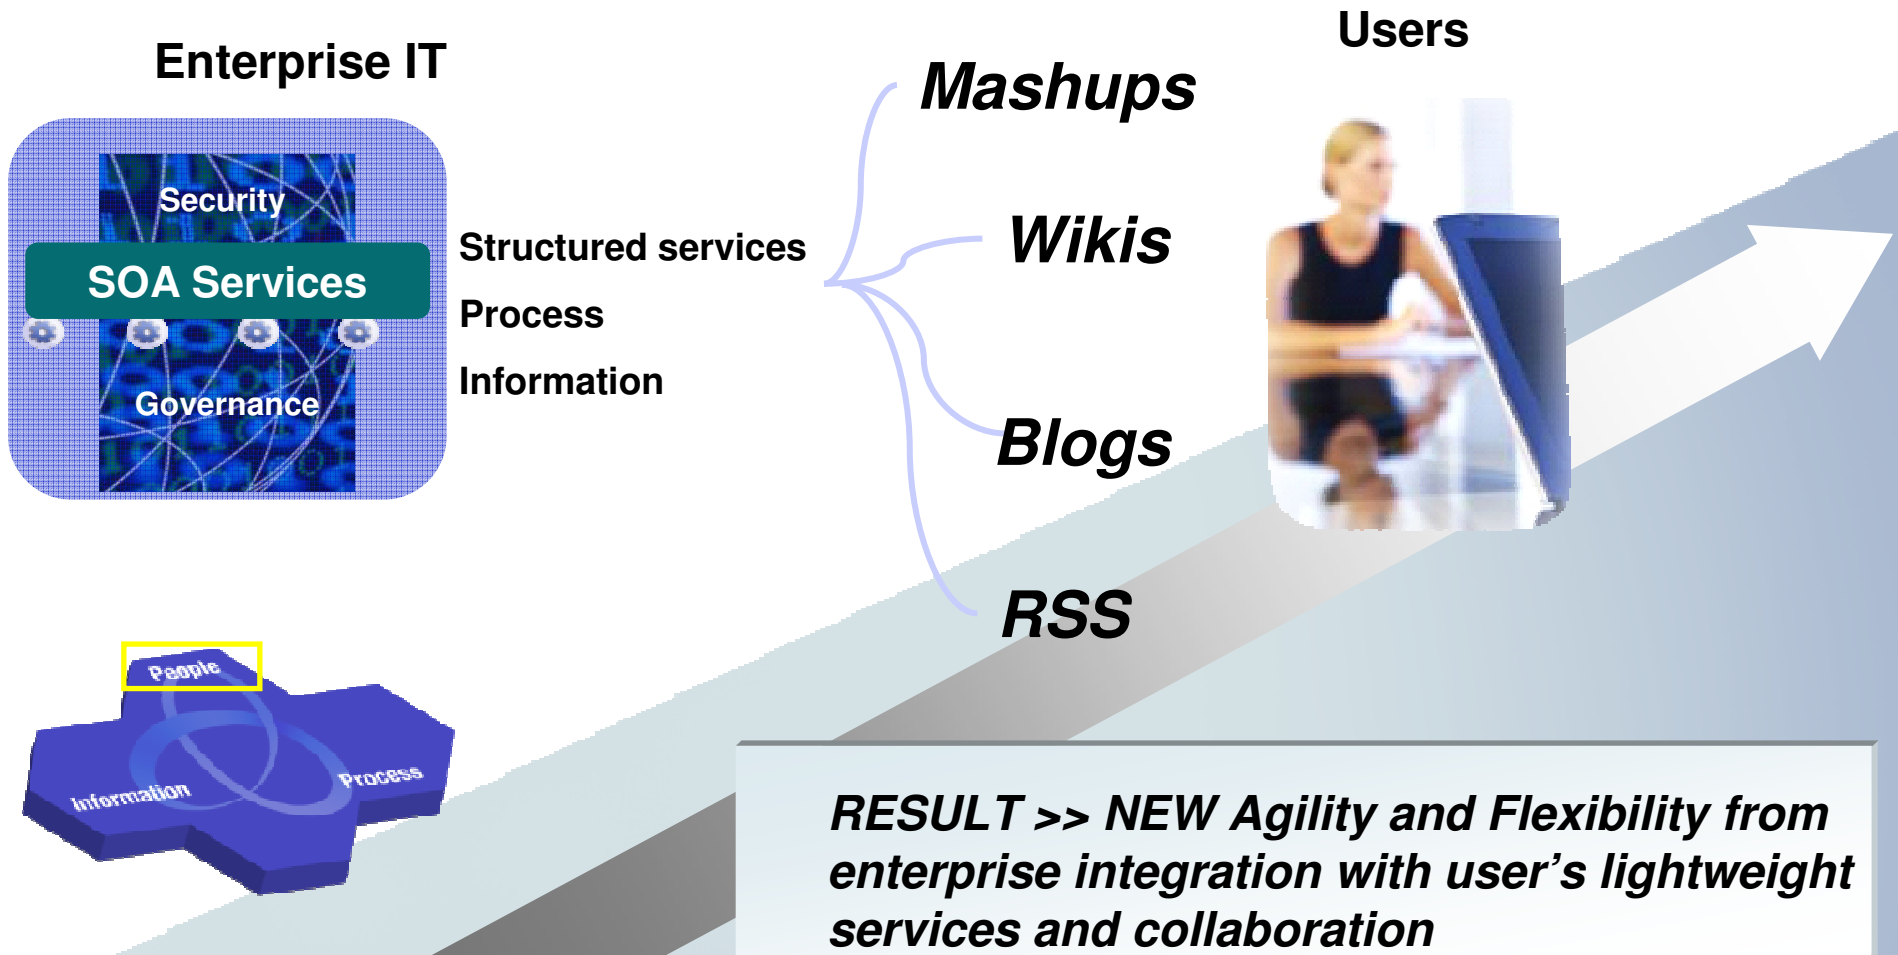 Enterprise IT
Users
Security
SOA Services
Governance
Structured services
Process
Information
Mashups
Wikis
Blogs
RSS
People
Information
Process
RESULT >> NEW Agility and Flexibility from
enterprise integration with user's lightweight
services and collaboration